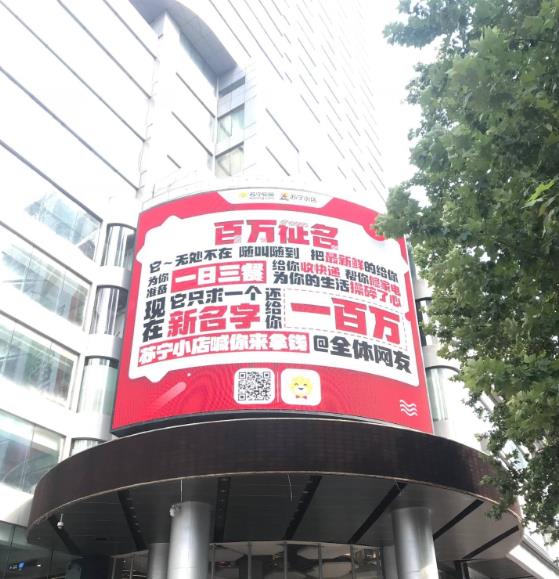 苏宁易购 苏宁小店
百万征名
它~无处不在 随叫随到 把最新鲜的给你
为你准备 一日三餐 给你收快递 帮你修家电
为你的生活操碎了心
现在 它只求一个新名字 还给你 一百万
苏宁小店喊你来拿钱 @全体网友